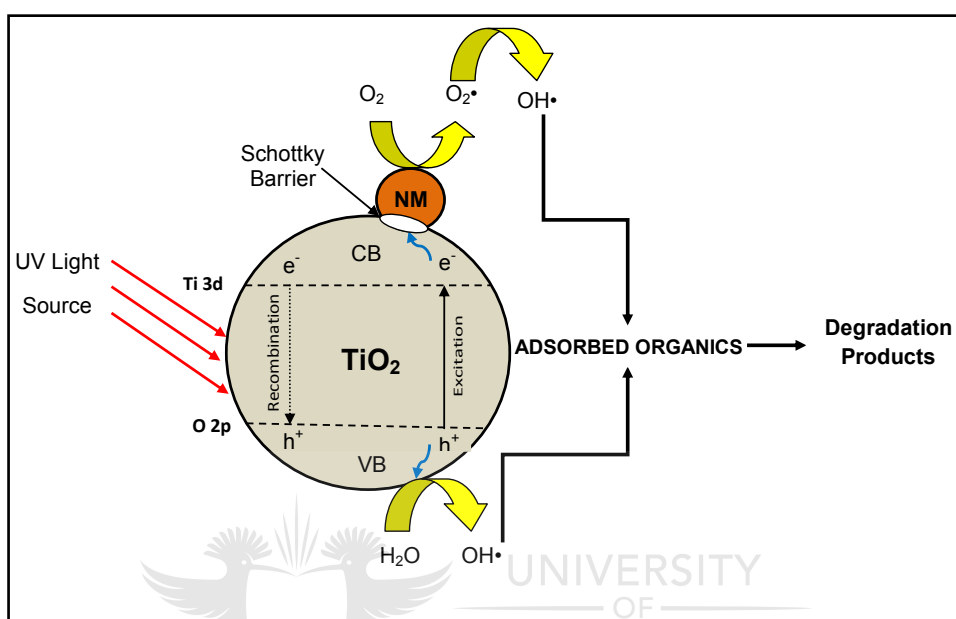 O₂
O₂•
OH•
Schottky
Barrier
NM
UV Light
Source
Ti 3d
CB
e⁻
e⁻
Recombination
Excitation
TiO₂
ADSORBED ORGANICS
Degradation
Products
O 2p
h⁺
h⁺
VB
H₂O
OH•
UNIVERSITY
OF